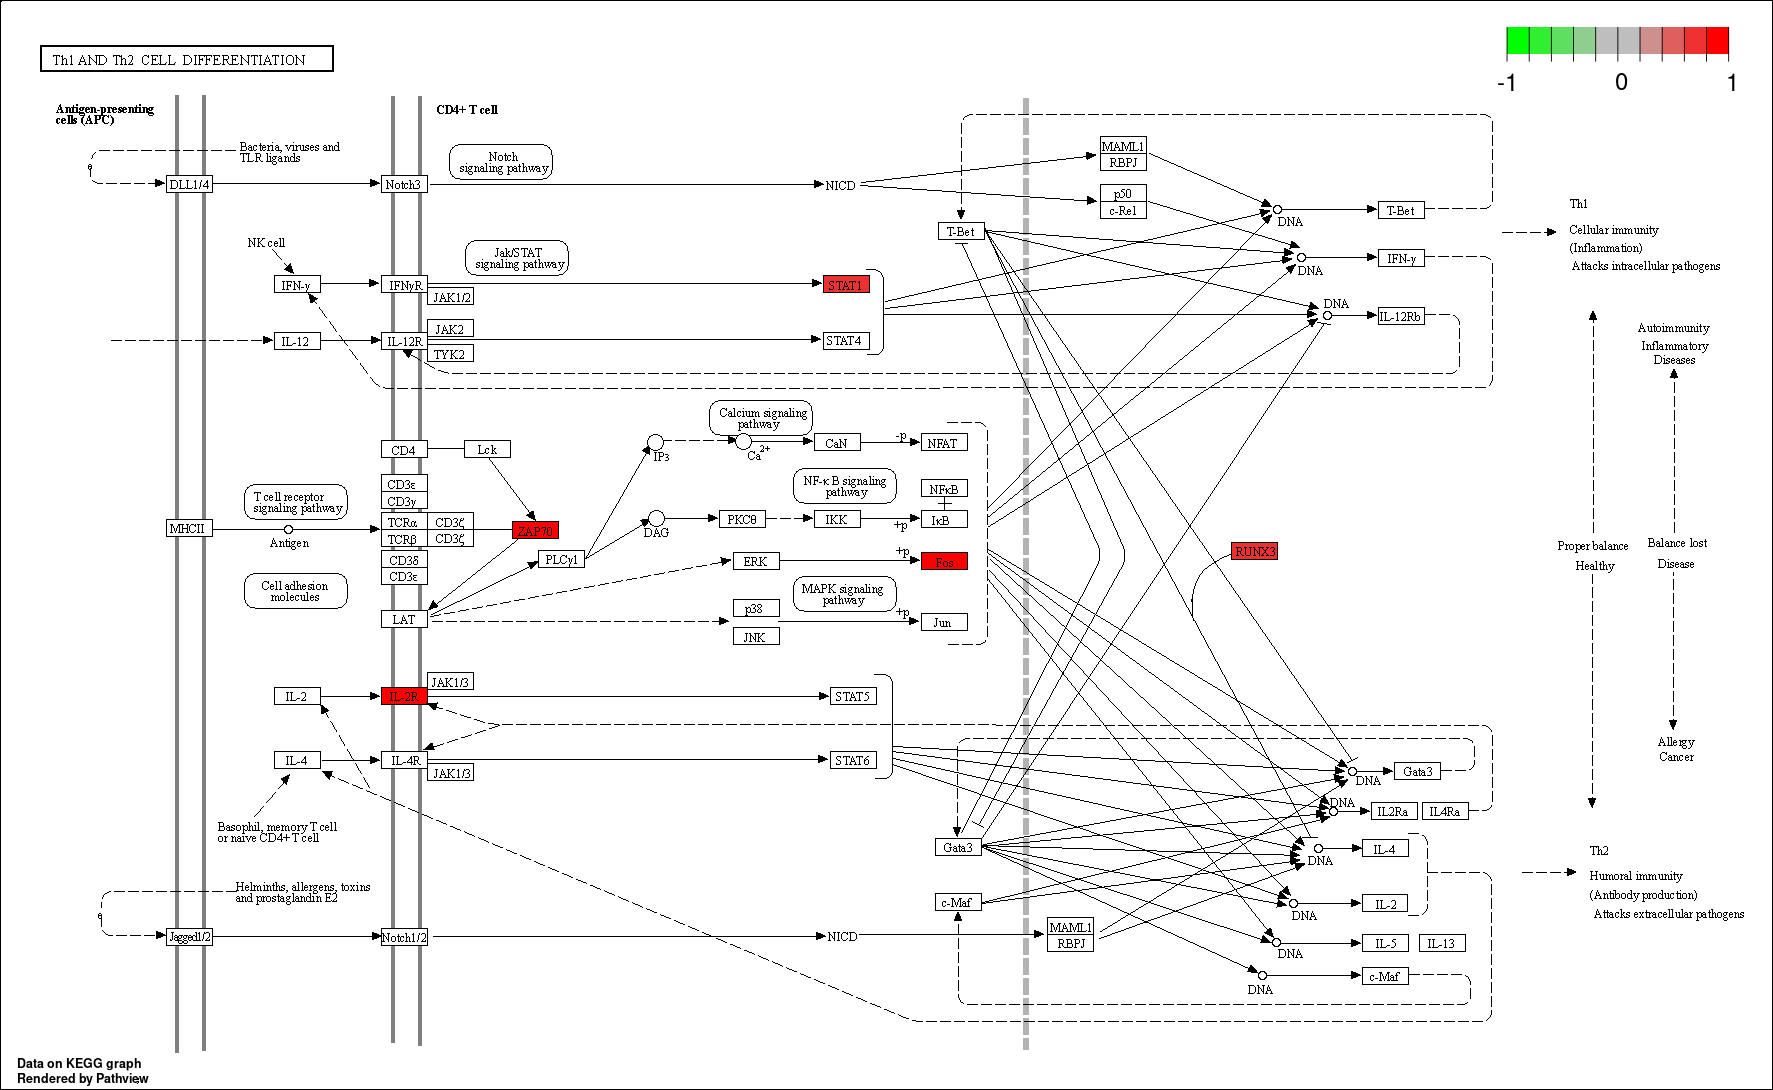 Th1 AND Th2 CELL DIFFERENTIATION
-1
0
1
Antigen-presenting
cells (APC)
CD4+ T cell
Bacteria, viruses and
TLR ligands
Notch
signaling pathway
DLL1/4
Notch3
NICD
MAML1
RBPJ
p50
c-Rel
DNA
T-Bet
T-Bet
Th1
Cellular immunity
(Inflammation)
Attacks intracellular pathogens
NK cell
Jak/STAT
signaling pathway
IFN-γ
IFNγR
JAK1/2
STAT1
DNA
IFN-γ
IL-12
IL-12R
JAK2
TYK2
STAT4
DNA
IL-12Rb
Autoimmunity
Inflammatory
Diseases
Calcium signaling
pathway
CD4
Lck
IP3
Ca2+
CaN
-p
NFAT
CD3ε
CD3γ
T cell receptor
signaling pathway
NF-κB signaling
pathway
NFκB
MHCII
Antigen
TCRα
CD3ζ
TCRβ
CD3ζ
ZAP70
DAG
PKCθ
IKK
+p
IκB
CD3δ
CD3ε
PLCγ1
ERK
+p
Fos
RUNX3
Proper balance
Healthy
Balance lost
Disease
Cell adhesion
molecules
MAPK signaling
pathway
LAT
p38
JNK
+p
Jun
IL-2
IL-2R
JAK1/3
STAT5
IL-4
IL-4R
JAK1/3
STAT6
DNA
Gata3
Allergy
Cancer
DNA
IL2Ra
IL4Ra
Basophil, memory T cell
or naive CD4+ T cell
Gata3
DNA
IL-4
Th2
Humoral immunity
(Antibody production)
Attacks extracellular pathogens
Helminths, allergens, toxins
and prostaglandin E2
c-Maf
DNA
IL-2
Jagged1/2
Notch1/2
NICD
MAML1
RBPJ
DNA
IL-5
IL-13
DNA
c-Maf
Data on KEGG graph
Rendered by Pathview